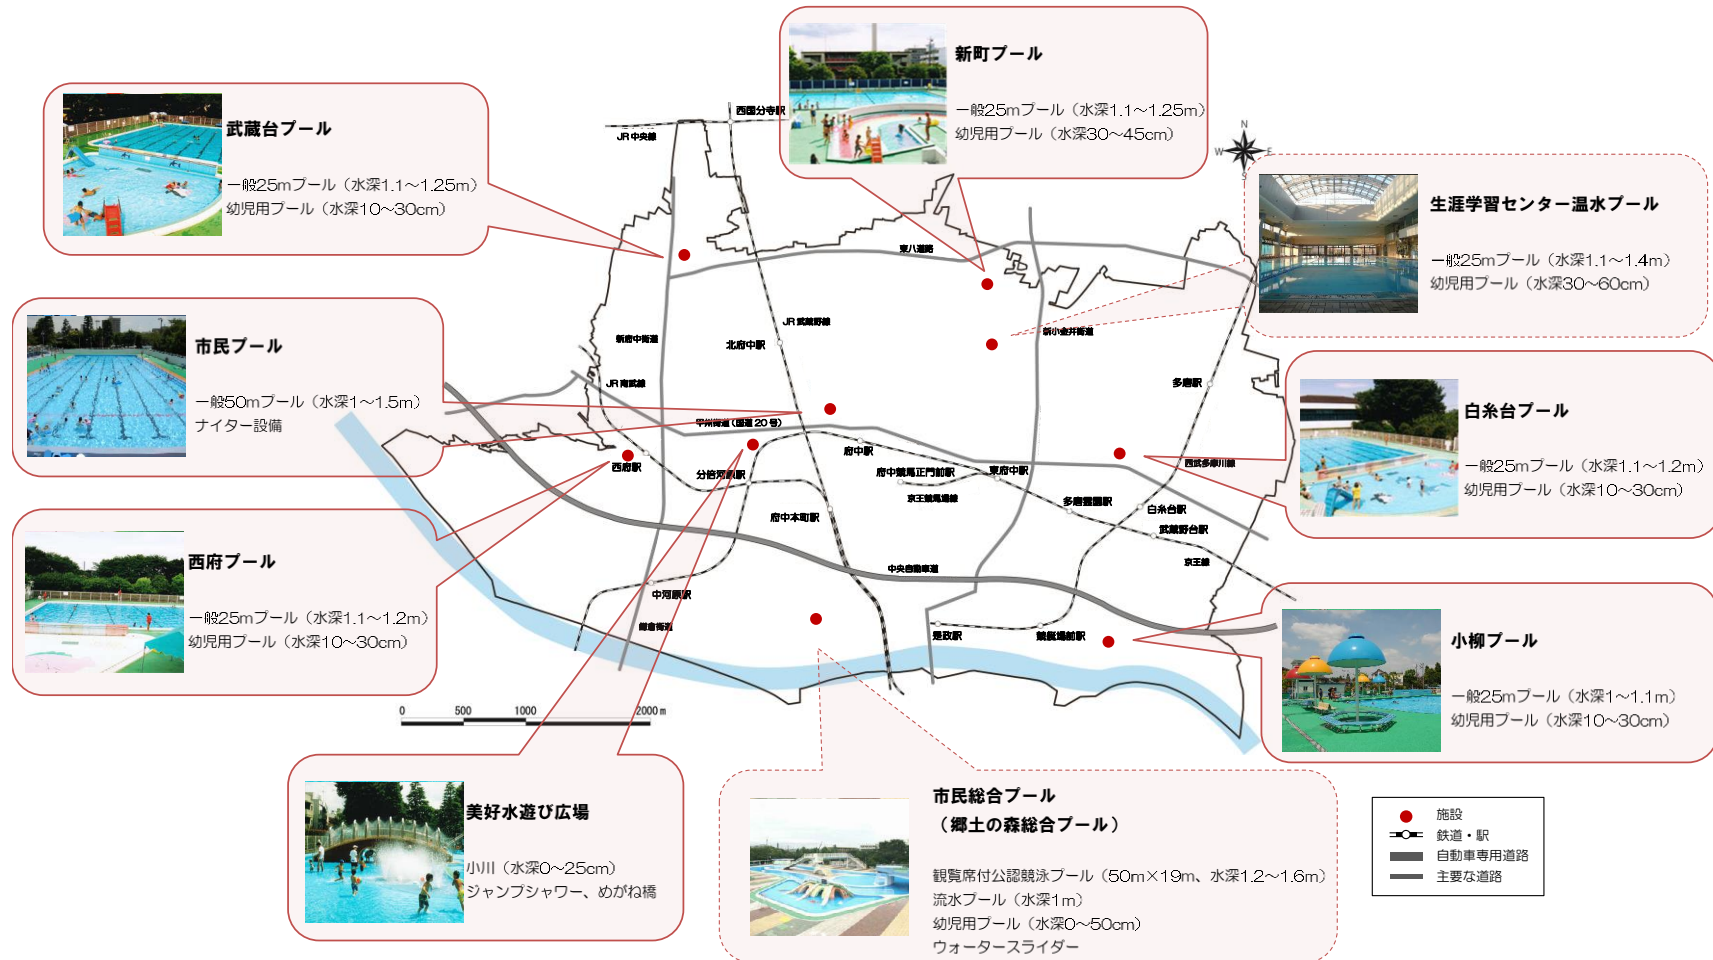 新町プール
一般25mプール（水深1.1～1.25m）
幼児用プール（水深30～45cm）
武蔵台プール
一般25mプール（水深1.1～1.25m）
幼児用プール（水深10～30cm）
生涯学習センター温水プール
一般25mプール（水深1.1～1.4m）
幼児用プール（水深30～60cm）
市民プール
一般50mプール（水深1～1.5m）
ナイター設備
白糸台プール
一般25mプール（水深1.1～1.2m）
幼児用プール（水深10～30cm）
西府プール
一般25mプール（水深1.1～1.2m）
幼児用プール（水深10～30cm）
小柳プール
一般25mプール（水深1～1.1m）
幼児用プール（水深10～30cm）
美好水遊び広場
小川（水深0～25cm）
ジャンプシャワー、めがね橋
市民総合プール
（郷土の森総合プール）
観覧席付公認競泳プール（50m×19m、水深1.2～1.6m）
流水プール（水深1m）
幼児用プール（水深0～50cm）
ウォータースライダー
西国分寺駅
JR中央線
N
W
E
S
東八道路
JR武蔵野線
新小金井街道
新府中街道
北府中駅
JR南武線
多磨駅
甲州街道（国道20号）
府中駅
西府駅
分倍河原駅
府中競馬正門前駅
東府中駅
西武多摩川線
京王競馬場線
多磨霊園駅
白糸台駅
府中本町駅
武蔵野台駅
京王線
中央自動車道
中河原駅
鎌倉街道
是政駅
競艇場前駅
0
500
1000
2000m
施設
鉄道・駅
自動車専用道路
主要な道路